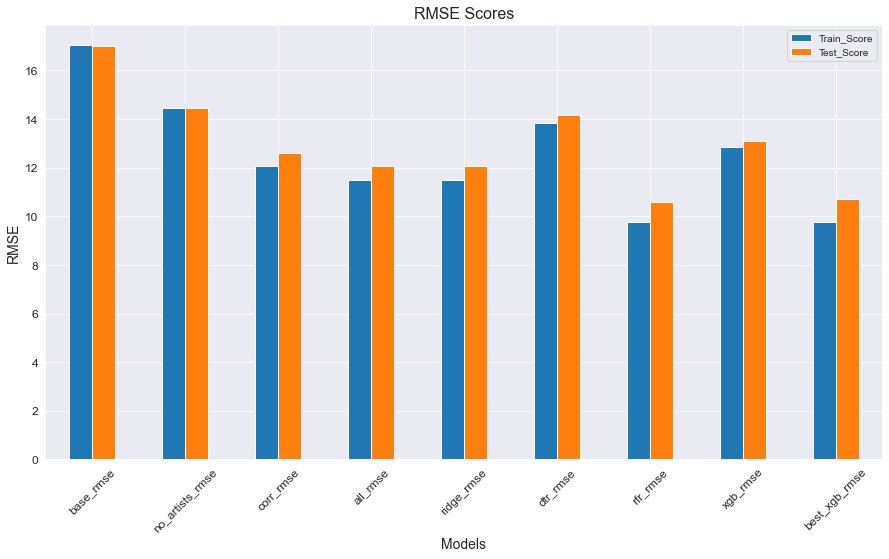 RMSE Scores
Train_Score
Test_Score
RMSE
16
14
12
10
8
6
4
2
0
base_rmse
no_artists_rmse
corr_rmse
all_rmse
ridge_rmse
dtr_rmse
rfr_rmse
xgb_rmse
best_xgb_rmse
Models